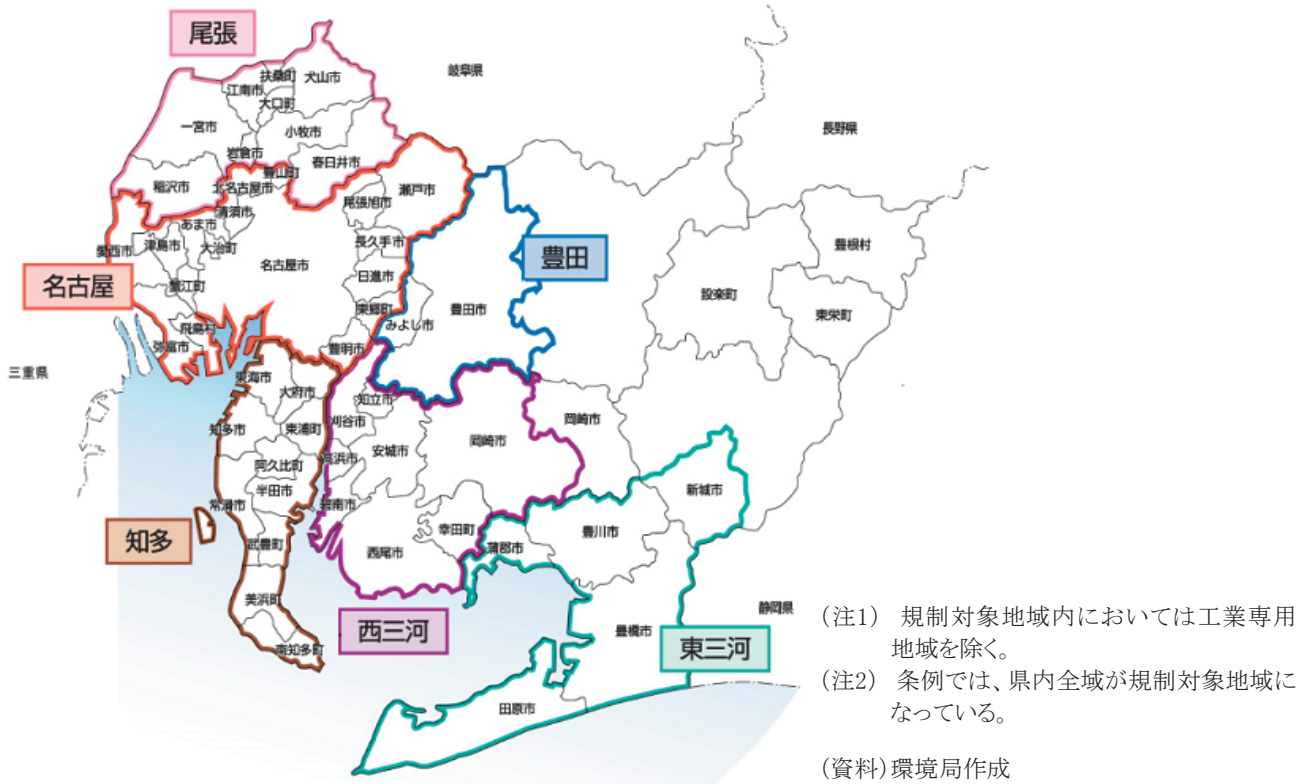 尾張
扶桑町
犬山市
江南市
大口町
岐阜県
一宮市
小牧市
長野県
岩倉市
春日井市
豊山町
稲沢市
北名古屋市
瀬戸市
尾張旭市
清須市
あま市
愛西市
津島市
大治町
長久手市
豊根村
名古屋市
豊田
名古屋
日進市
蟹江町
設楽町
東郷町
豊田市
東栄町
飛島村
みよし市
弥富市
豊明市
三重県
東海市
大府市
知立市
刈谷市
岡崎市
知多市
東浦町
安城市
岡崎市
高浜市
阿久比町
半田市
新城市
常滑市
碧南市
幸田町
豊川市
知多
武豊町
西尾市
蒲郡市
美浜町
静岡県
西三河
豊橋市
東三河
南知多町
田原市
(注1) 規制対象地域内においては工業専用
地域を除く。
(注2) 条例では、県内全域が規制対象地域に
なっている。
(資料)環境局作成